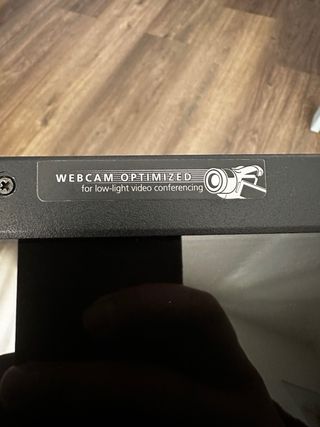 WEBCAM OPTIMIZED
for low-light video conferencing